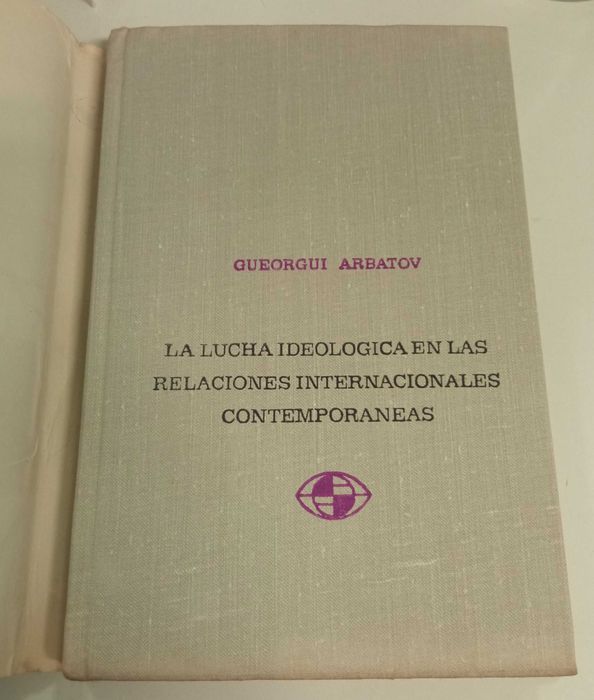 GUEORGUI ARBATOV
LA LUCHA IDEOLOGICA EN LAS
RELACIONES INTERNACIONALES
CONTEMPORANEAS